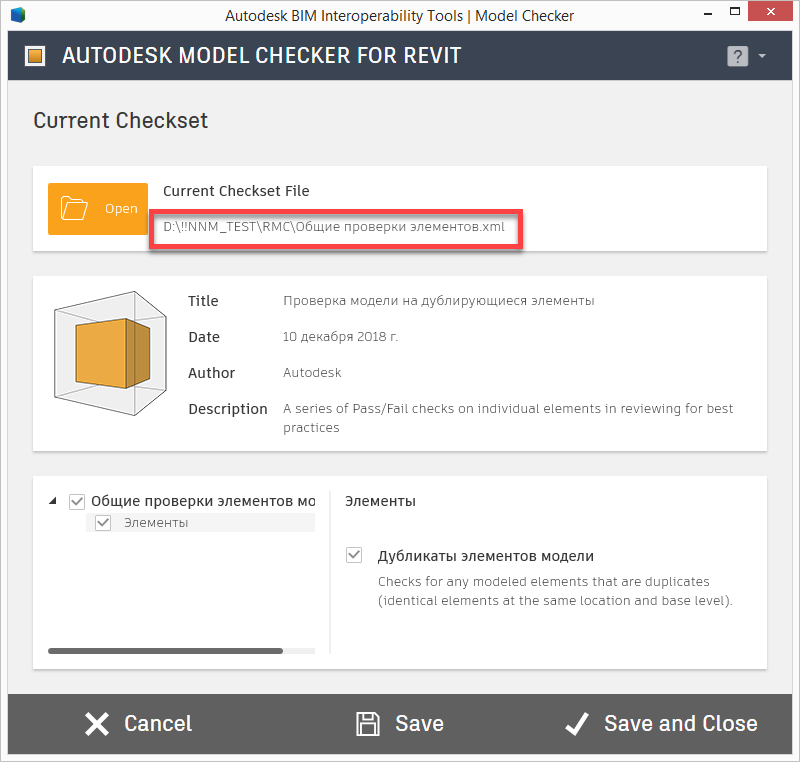 Autodesk BIM Interoperability Tools | Model Checker
AUTODESK MODEL CHECKER FOR REVIT
?
Current Checkset
Current Checkset File
Open
D:\!!NNM_TEST\RMC\Общие проверки элементов.xml
Title
Проверка модели на дублирующиеся элементы
Date
10 декабря 2018 г.
Author
Autodesk
Description
A series of Pass/Fail checks on individual elements in reviewing for best
practices
Общие проверки элементов мо
Элементы
Элементы
Дубликаты элементов модели
Checks for any modeled elements that are duplicates
(identical elements at the same location and base level).
Cancel
Save
Save and Close